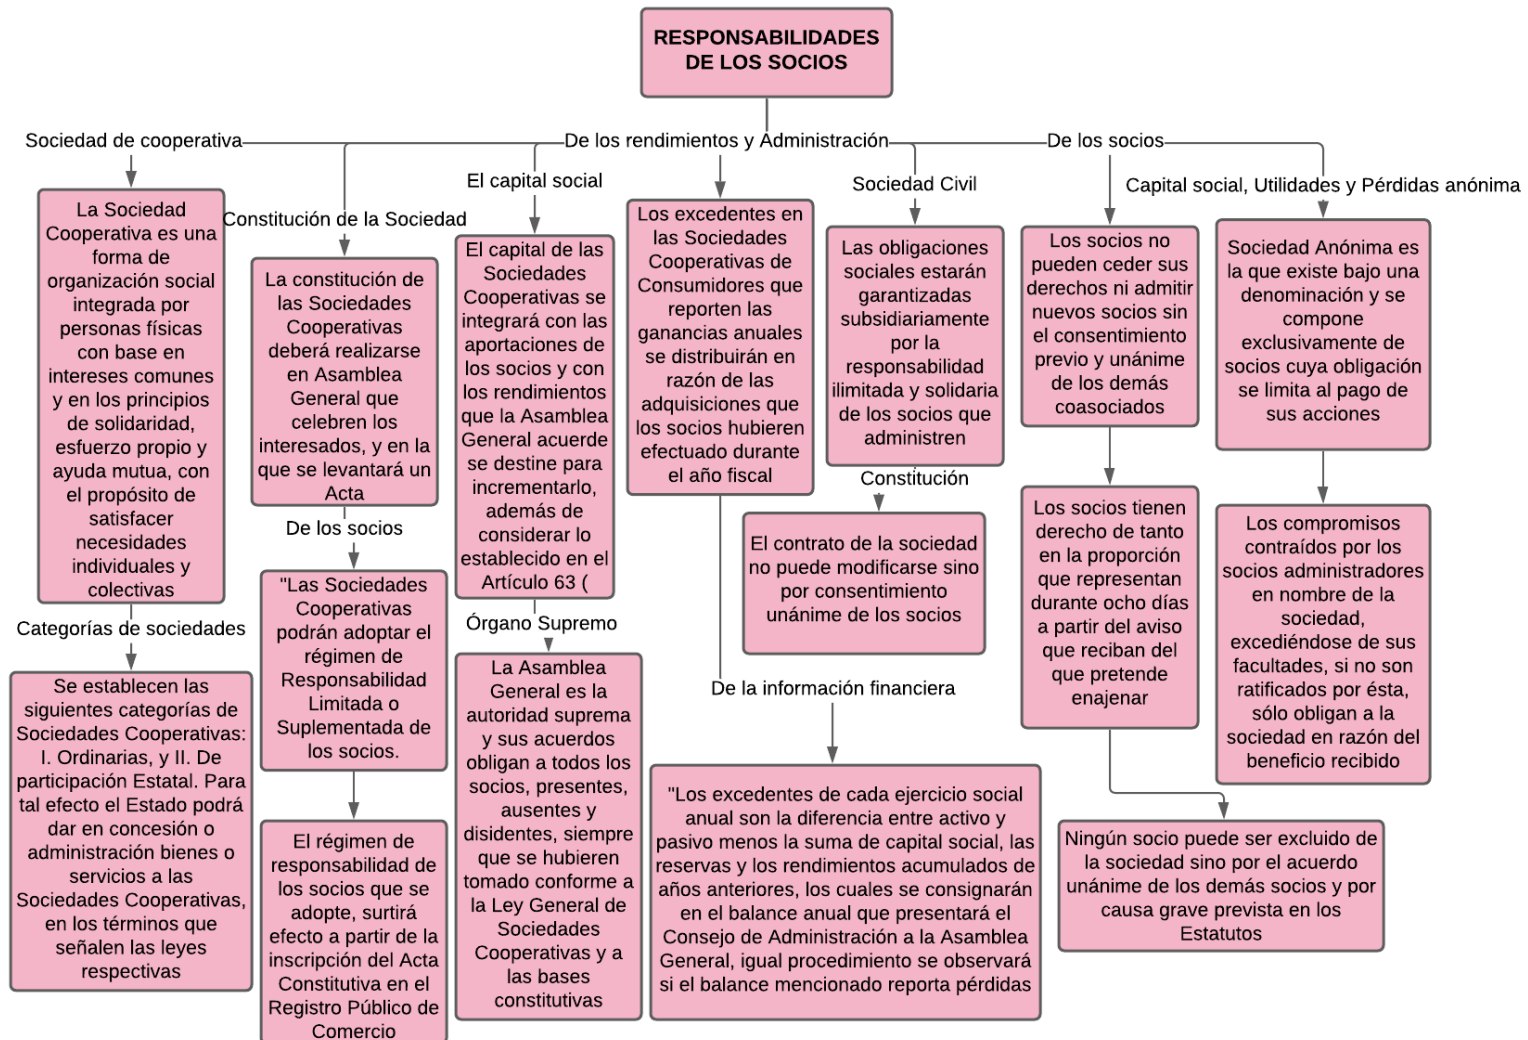 RESPONSABILIDADES
DE LOS SOCIOS
Sociedad de cooperativa
La Sociedad
Cooperativa es una
forma de
organización social
integrada por
personas físicas
con base en
intereses comunes
y en los principios
de solidaridad,
esfuerzo propio y
ayuda mutua, con
el propósito de
satisfacer
necesidades
individuales y
colectivas
Categorías de sociedades
Se establecen las
siguientes categorías de
Sociedades Cooperativas:
I. Ordinarias, y II. De
participación Estatal. Para
tal efecto el Estado podrá
dar en concesión o
administración bienes o
servicios a las
Sociedades Cooperativas,
en los términos que
señalen las leyes
respectivas
Constitución de la Sociedad
La constitución de
las Sociedades
Cooperativas
deberá realizarse
en Asamblea
General que
celebren los
interesados, y en la
que se levantará un
Acta
De los socios
"Las Sociedades
Cooperativas
podrán adoptar el
régimen de
Responsabilidad
Limitada o
Suplementada de
los socios.
El régimen de
responsabilidad de
los socios que se
adopte, surtirá
efecto a partir de la
inscripción del Acta
Constitutiva en el
Registro Público de
Comercio
El capital social
El capital de las
Sociedades
Cooperativas se
integrará con las
aportaciones de
los socios y con
los rendimientos
que la Asamblea
General acuerde
se destine para
incrementarlo,
además de
considerar lo
establecido en el
Artículo 63 (
Órgano Supremo
La Asamblea
General es la
autoridad suprema
y sus acuerdos
obligan a todos los
socios, presentes,
ausentes y
disidentes, siempre
que se hubieren
tomado conforme a
la Ley General de
Sociedades
Cooperativas y a
las bases
constitutivas
De los rendimientos y Administración
Los excedentes en
las Sociedades
Cooperativas de
Consumidores que
reporten las
ganancias anuales
se distribuirán en
razón de las
adquisiciones que
los socios hubieren
efectuado durante
el año fiscal
De la información financiera
"Los excedentes de cada ejercicio social
anual son la diferencia entre activo y
pasivo menos la suma de capital social, las
reservas y los rendimientos acumulados de
años anteriores, los cuales se consignarán
en el balance anual que presentará el
Consejo de Administración a la Asamblea
General, igual procedimiento se observará
si el balance mencionado reporta pérdidas
Sociedad Civil
Las obligaciones
sociales estarán
garantizadas
subsidiariamente
por la
responsabilidad
ilimitada y solidaria
de los socios que
administren
Constitución
El contrato de la sociedad
no puede modificarse sino
por consentimiento
unánime de los socios
De los socios
Los socios no
pueden ceder sus
derechos ni admitir
nuevos socios sin
el consentimiento
previo y unánime
de los demás
coasociados
Los socios tienen
derecho de tanto
en la proporción
que representan
durante ocho días
a partir del aviso
que reciban del
que pretende
enajenar
Ningún socio puede ser excluido de
la sociedad sino por el acuerdo
unánime de los demás socios y por
causa grave prevista en los
Estatutos
Capital social, Utilidades y Pérdidas anónima
Sociedad Anónima es
la que existe bajo una
denominación y se
compone
exclusivamente de
socios cuya obligación
se limita al pago de
sus acciones
Los compromisos
contraídos por los
socios administradores
en nombre de la
sociedad,
excediéndose de sus
facultades, si no son
ratificados por ésta,
sólo obligan a la
sociedad en razón del
beneficio recibido